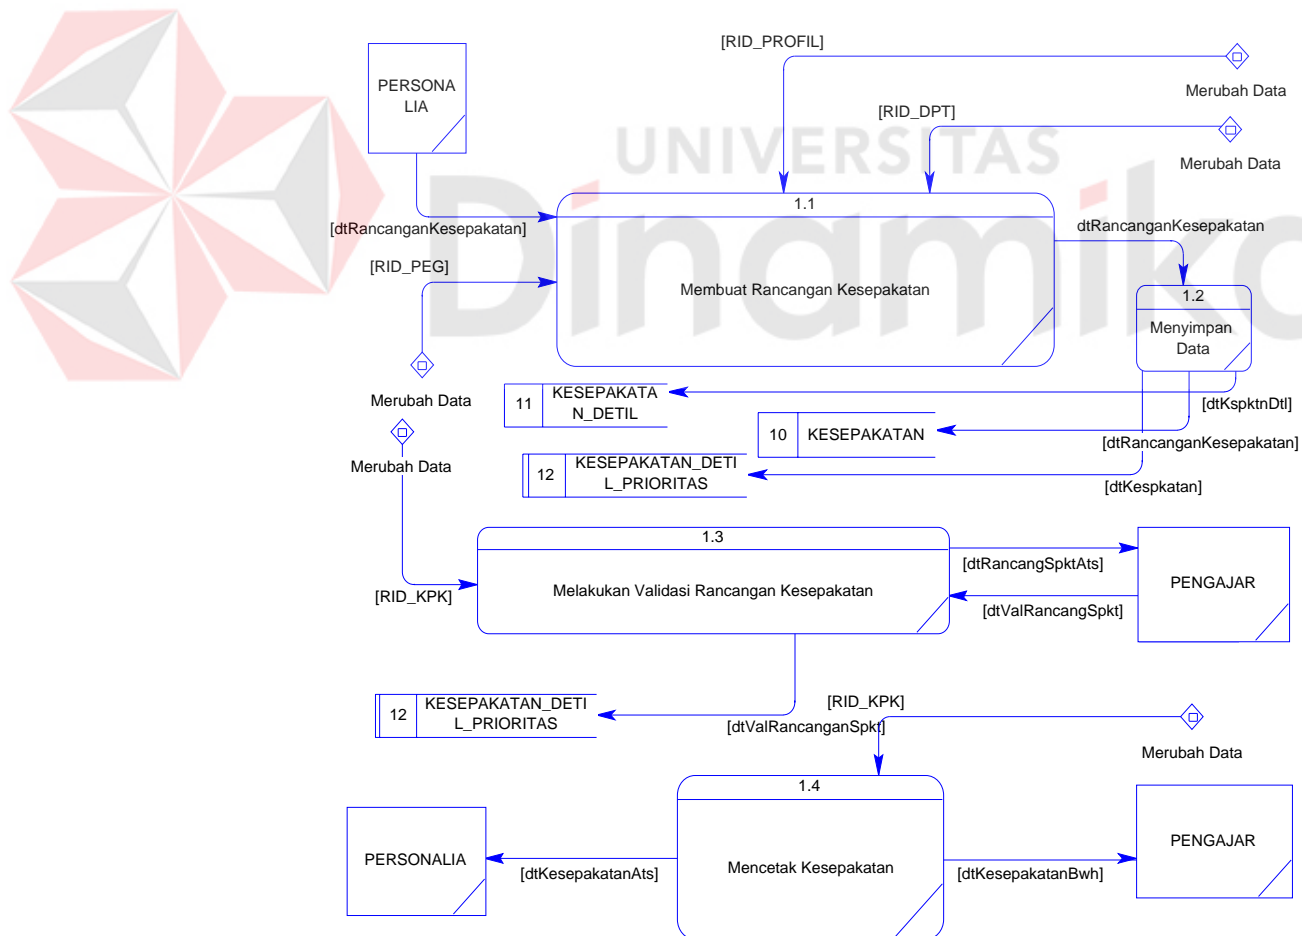 [RID_PROFIL]
PERSONA
LIA
Merubah Data
[RID_DPT]
UNIVERSITAS
Merubah Data
Dinamika
1.1
[dtRancanganKesepakatan]
dtRancanganKesepakatan
[RID_PEG]
Membuat Rancangan Kesepakatan
1.2
Menyimpan
Data
Merubah Data
11
KESEPAKATA
N_DETIL
[dtKspktnDtl]
10
KESEPAKATAN
[dtRancanganKesepakatan]
Merubah Data
12
KESEPAKATAN_DETI
L_PRIORITAS
[dtKespkatan]
1.3
[dtRancangSpktAts]
Melakukan Validasi Rancangan Kesepakatan
PENGAJAR
[RID_KPK]
[dtValRancangSpkt]
12
KESEPAKATAN_DETI
L_PRIORITAS
[RID_KPK]
[dtValRancanganSpkt]
Merubah Data
1.4
PERSONALIA
[dtKesepakatanAts]
Mencetak Kesepakatan
[dtKesepakatanBwh]
PENGAJAR